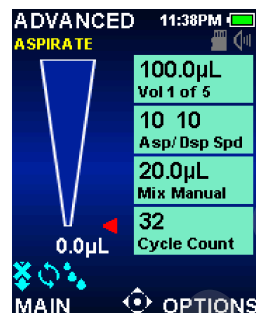 ADVANCED 11:38PM
ASPIRATE
100.0µL
Vol 1 of 5
10 10
Asp/Dsp Spd
20.0µL
Mix Manual
32
Cycle Count
0.0µL
MAIN OPTIONS